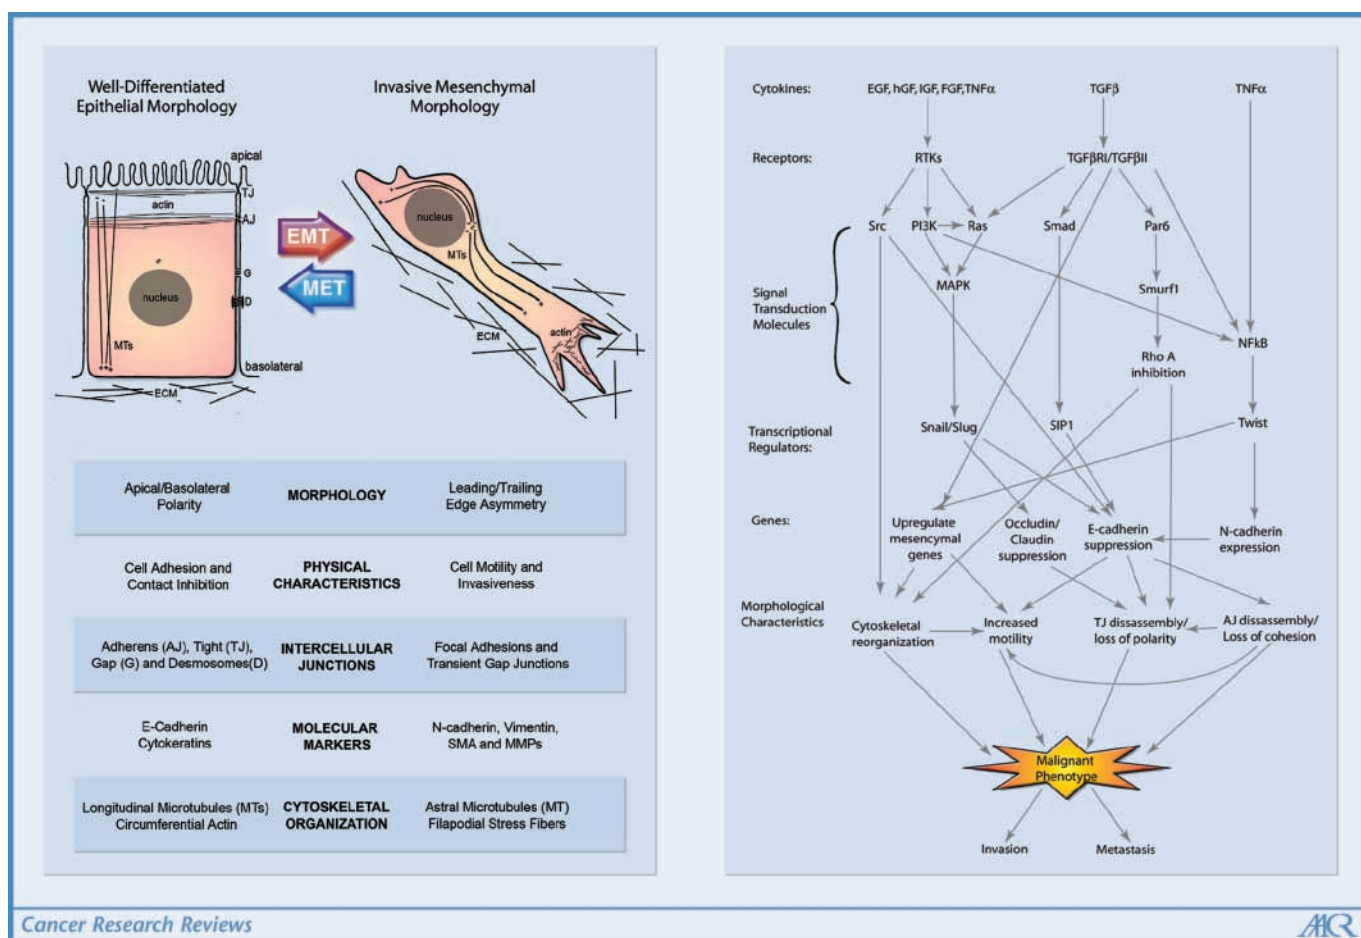 Well-Differentiated
Epithelial Morphology
Invasive Mesenchymal
Morphology
apical
TJ
actin
AJ
G
nucleus
D
MTs
basolateral
ECM
EMT
MET
nucleus
MTs
ECM
actin
Apical/Basolateral
Polarity
MORPHOLOGY
Leading/Trailing
Edge Asymmetry
Cell Adhesion and
Contact Inhibition
PHYSICAL
CHARACTERISTICS
Cell Motility and
Invasiveness
Adherens (AJ), Tight (TJ),
Gap (G) and Desmosomes(D)
INTERCELLULAR
JUNCTIONS
Focal Adhesions and
Transient Gap Junctions
E-Cadherin
Cytokeratins
MOLECULAR
MARKERS
N-cadherin, Vimentin,
SMA and MMPs
Longitudinal Microtubules (MTs)
Circumferential Actin
CYTOSKELETAL
ORGANIZATION
Astral Microtubules (MT)
Filapodial Stress Fibers
Cytokines:
EGF, hGF, IGF, FGF,TNFα
TGFβ
TNFα
Receptors:
RTKs
TGFβRI/TGFβII
Src
PI3K
Ras
Smad
Par6
Signal
Transduction
Molecules
MAPK
Smurf1
Rho A
inhibition
NFkB
Transcriptional
Regulators:
Snail/Slug
SIP1
Twist
Genes:
Upregulate
mesencymal
genes
Occludin/
Claudin
suppression
E-cadherin
suppression
N-cadherin
expression
Morphological
Characteristics
Cytoskeletal
reorganization
Increased
motility
TJ disassembly/
loss of polarity
AJ disassembly/
Loss of cohesion
Malignant
Phenotype
Invasion
Metastasis
Cancer Research Reviews
AACR